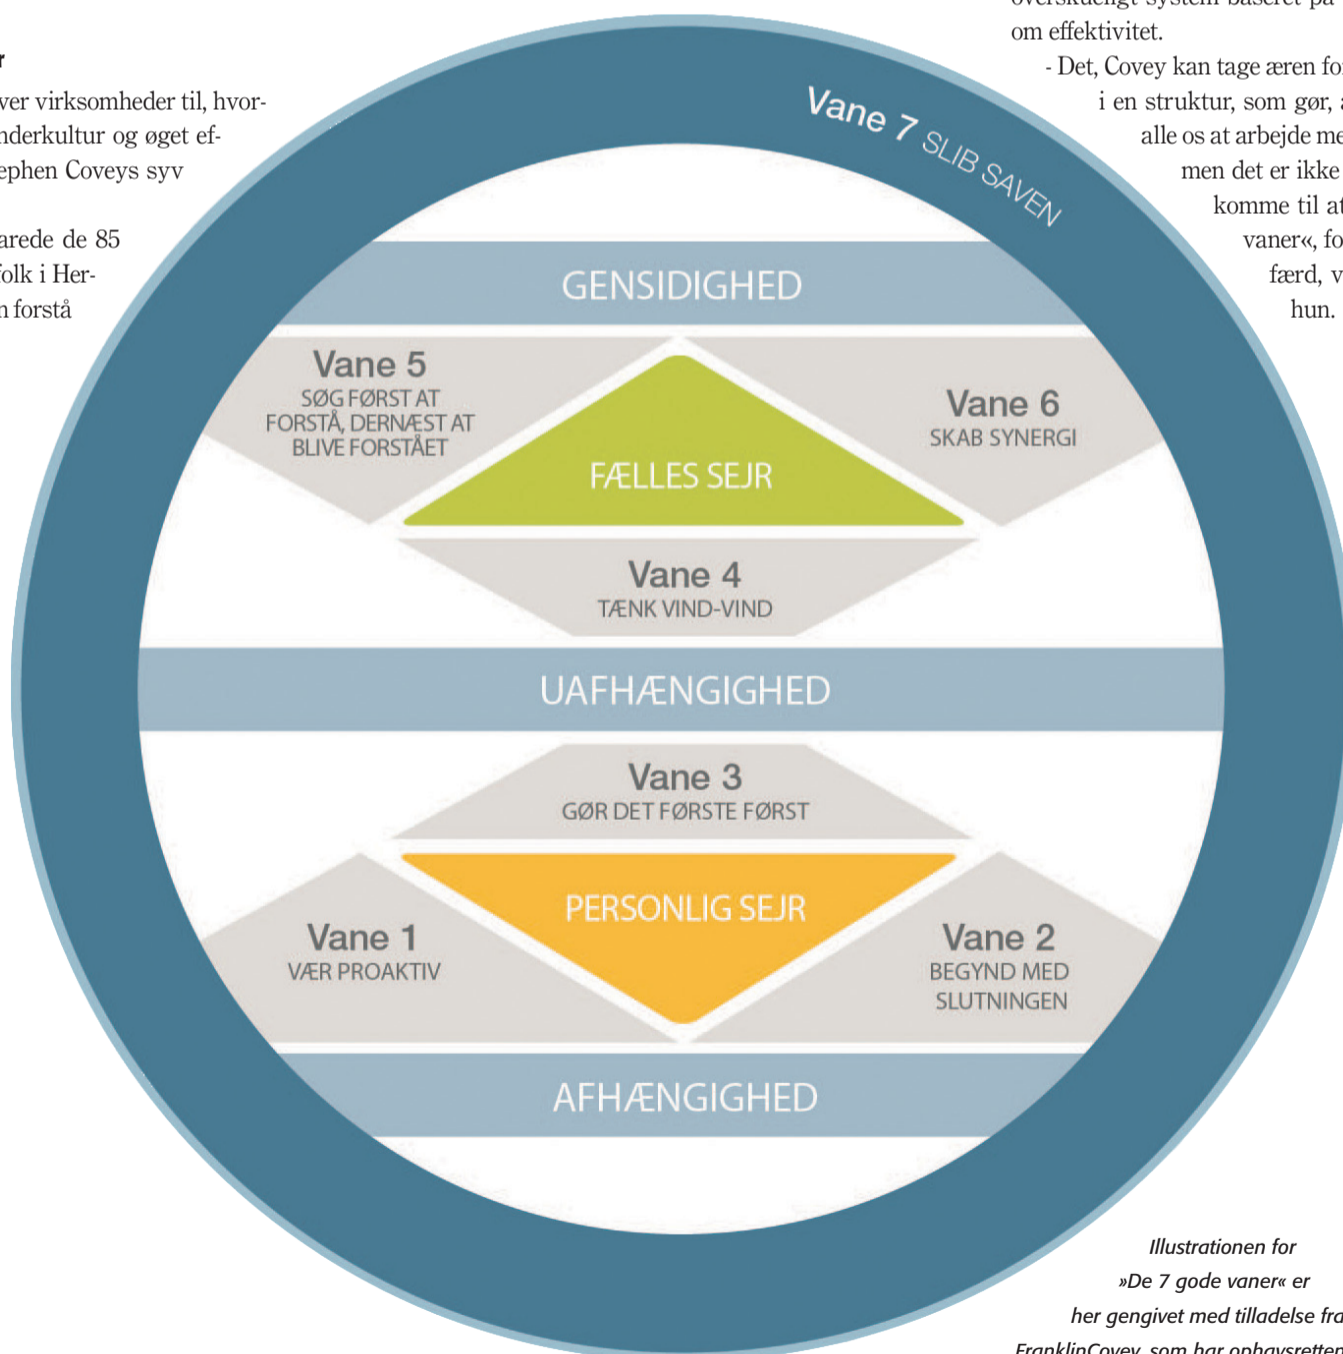 ver virksomheder til, hvor-
nderkultur og øget ef-
ephen Coveys syv
arede de 85
folk i Her-
n forstå
om effektivitet.
- Det, Covey kan tage æren for
i en struktur, som gør, a
alle os at arbejde me
men det er ikke
komme til at
vaner«, fo
færd, v
hun.
Vane 7 SLIB SAVEN
GENSIDIGHED
Vane 5
SØG FØRST AT
FORSTÅ, DERNÆST AT
BLIVE FORSTÅET
Vane 6
SKAB SYNERGI
FÆLLES SEJR
Vane 4
TÆNK VIND-VIND
UAFHÆNGIGHED
Vane 3
GØR DET FØRSTE FØRST
PERSONLIG SEJR
Vane 1
VÆR PROAKTIV
Vane 2
BEGYND MED
SLUTNINGEN
AFHÆNGIGHED
Illustrationen for
»De 7 gode vaner« er
her gengivet med tilladelse fra
FranklinCovey, som har ophavsretten